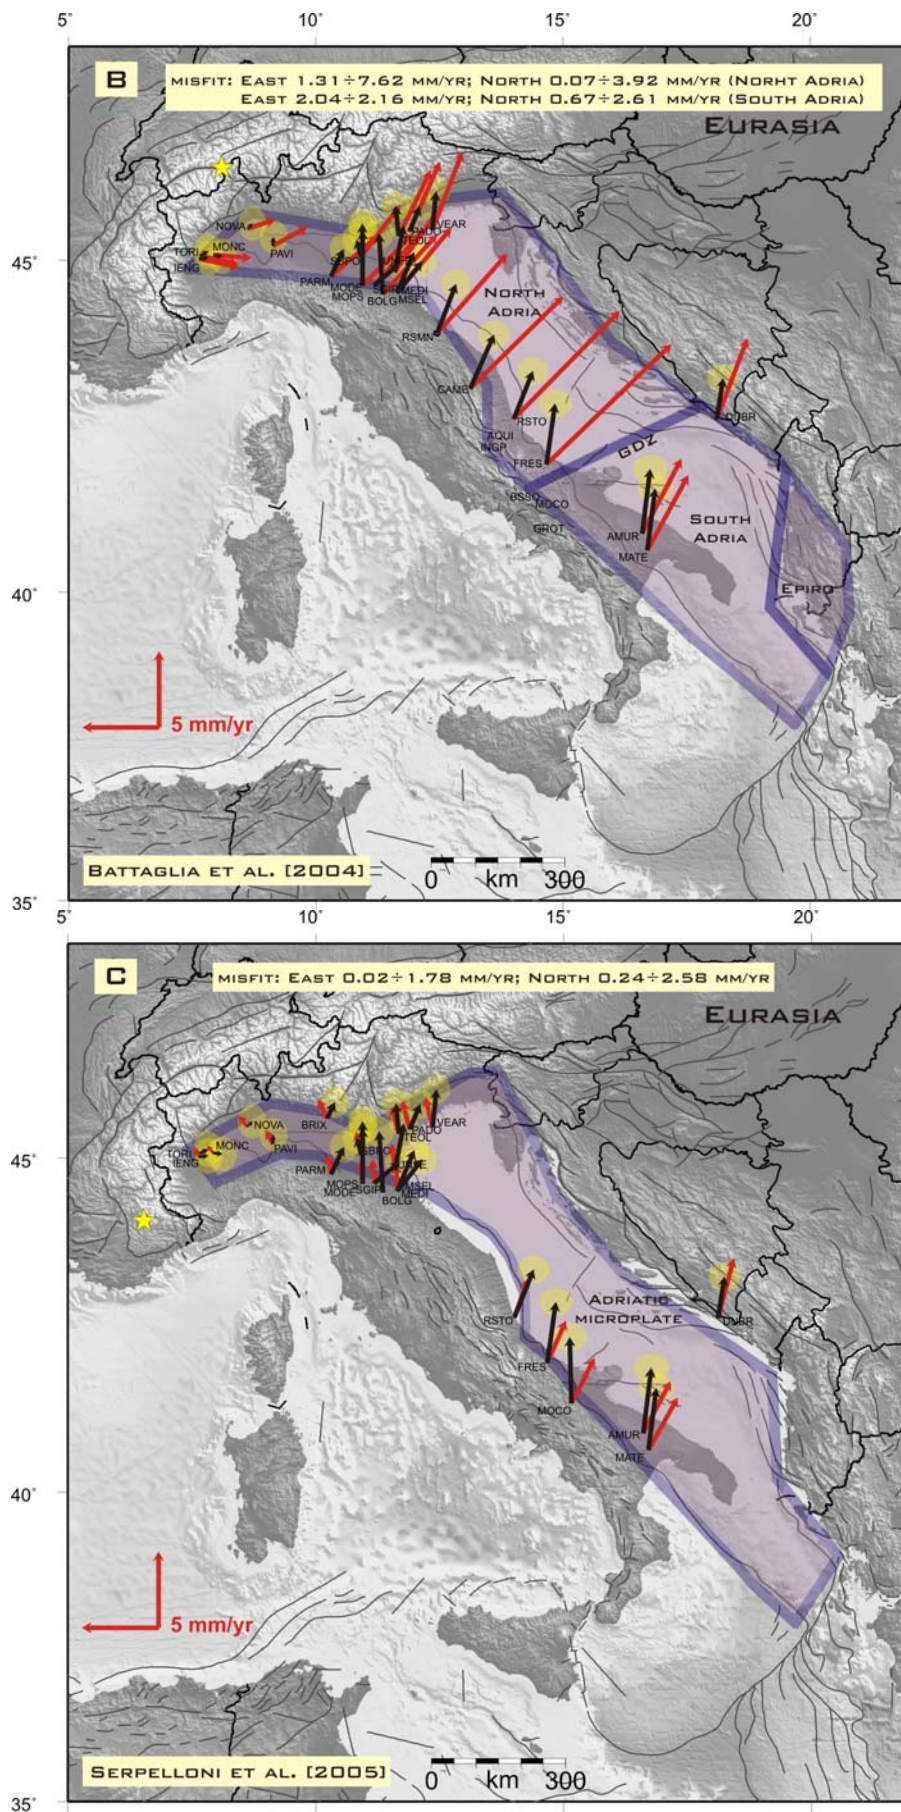 5° 10° 15° 20°
B
MISFIT: EAST 1.31÷7.62 MM/YR; NORTH 0.07÷3.92 MM/YR (NORHT ADRIA)
EAST 2.04÷2.16 MM/YR; NORTH 0.67÷2.61 MM/YR (SOUTH ADRIA)
EURASIA
NOVA
VEAR
PADO
TEOL
TORI
MONC
PAVI
45°
IENG
SBPO
PARM
MODE
MEDI
MOPS
BOLG
MSEL
NORTH
ADRIA
RSMN
CAMB
DUBR
RSTO
AQUI
INGP
GDZ
FRES
BSSO
MOCO
SOUTH
ADRIA
GROT
AMUR
MATE
EPIRO
40°
5 mm/yr
BATTAGLIA ET AL. [2004]
0 km 300
35°
5° 10° 15° 20°
C
MISFIT: EAST 0.02÷1.78 MM/YR; NORTH 0.24÷2.58 MM/YR
EURASIA
BRIX
NOVA
VEAR
PADO
TEOL
MONC
PAVI
TORI
45°
IENG
PARM
MOPS
MODE
SGIP
MSEL
MEDI
BOLG
ADRIATIC
MICROPLATE
RSTO
DUBR
FRES
MOCO
AMUR
MATE
40°
5 mm/yr
SERPELLONI ET AL. [2005]
0 km 300
35°